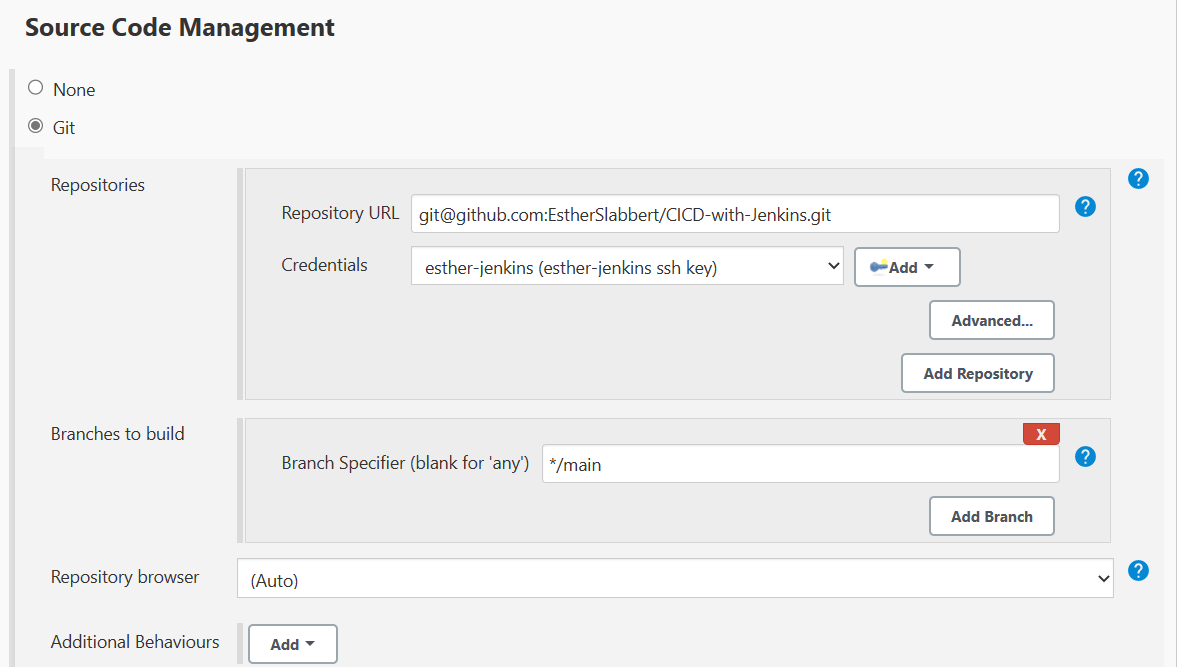 Source Code Management
None
Git
Repositories
?
Repository URL git@github.com:EstherSlabbert/CICD-with-Jenkins.git ?
Credentials esther-jenkins (esther-jenkins ssh key) Add
Advanced...
Add Repository
Branches to build
X
Branch Specifier (blank for 'any') */main ?
Add Branch
Repository browser (Auto) ?
Additional Behaviours Add